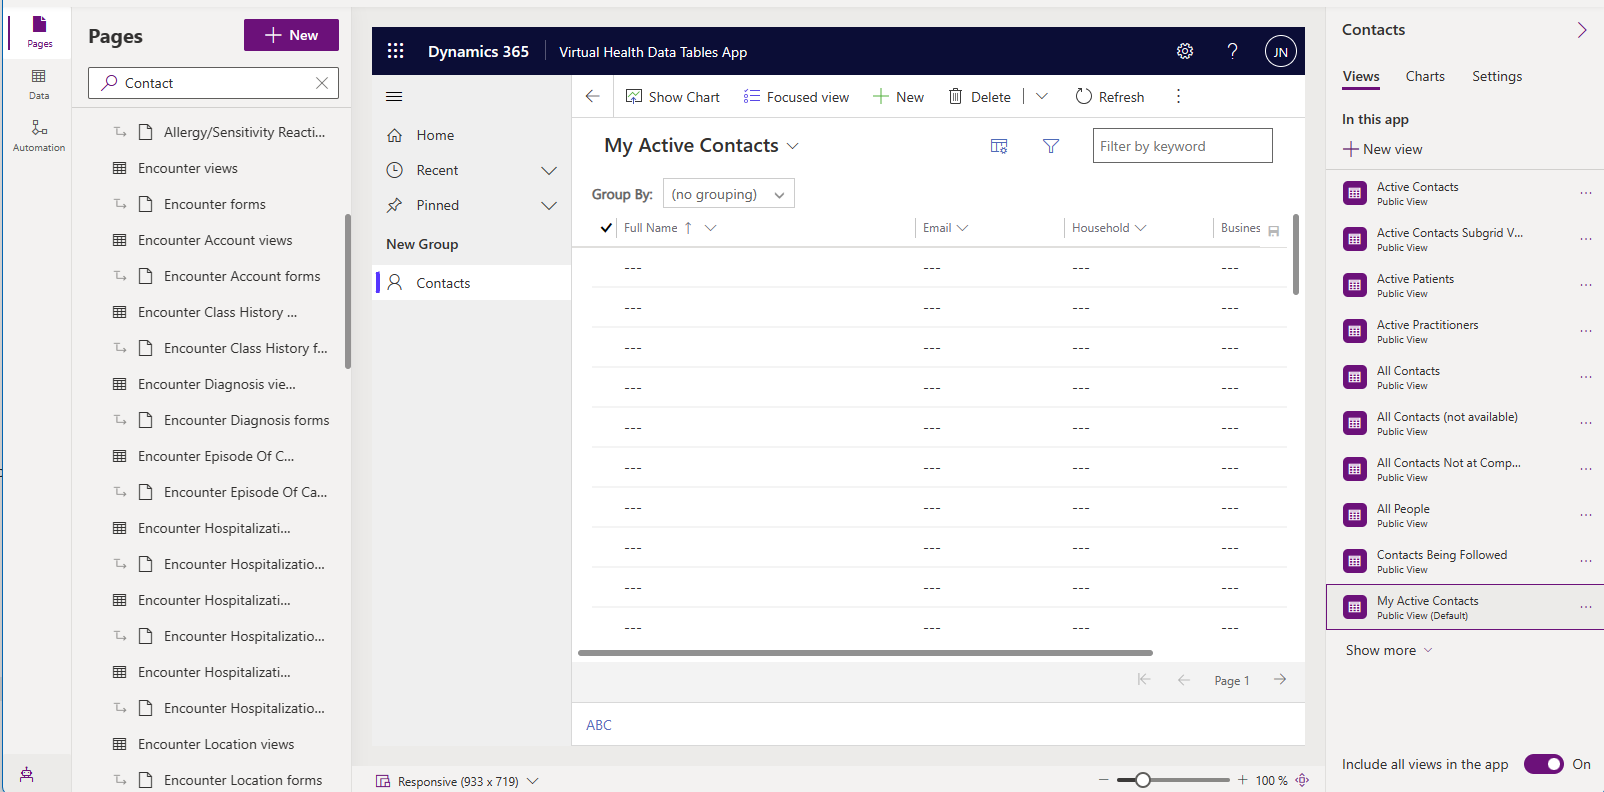 Pages
Data
Automation
Pages
New
Contact
Allergy/Sensitivity Reacti...
Encounter views
Encounter forms
Encounter Account views
Encounter Account forms
Encounter Class History ...
Encounter Class History f...
Encounter Diagnosis vie...
Encounter Diagnosis forms
Encounter Episode Of C...
Encounter Episode Of Ca...
Encounter Hospitalizati...
Encounter Hospitalizatio...
Encounter Hospitalizati...
Encounter Hospitalizatio...
Encounter Hospitalizati...
Encounter Hospitalizatio...
Encounter Location views
Encounter Location forms
Dynamics 365
Virtual Health Data Tables App
JN
Home
Recent
Pinned
New Group
Contacts
Show Chart
Focused view
New
Delete
Refresh
My Active Contacts
Filter by keyword
Group By:
(no grouping)
Full Name
Email
Household
Busines
--- --- --- ---
--- --- --- ---
--- --- --- ---
--- --- --- ---
--- --- --- ---
--- --- --- ---
--- --- --- ---
--- --- --- ---
--- --- --- ---
--- --- --- ---
Page 1
ABC
Responsive (933 x 719)
100 %
Contacts
Views
Charts
Settings
In this app
New view
Active Contacts
Public View
Active Contacts Subgrid V...
Public View
Active Patients
Public View
Active Practitioners
Public View
All Contacts
Public View
All Contacts (not available)
Public View
All Contacts Not at Comp...
Public View
All People
Public View
Contacts Being Followed
Public View
My Active Contacts
Public View (Default)
Show more
Include all views in the app
On